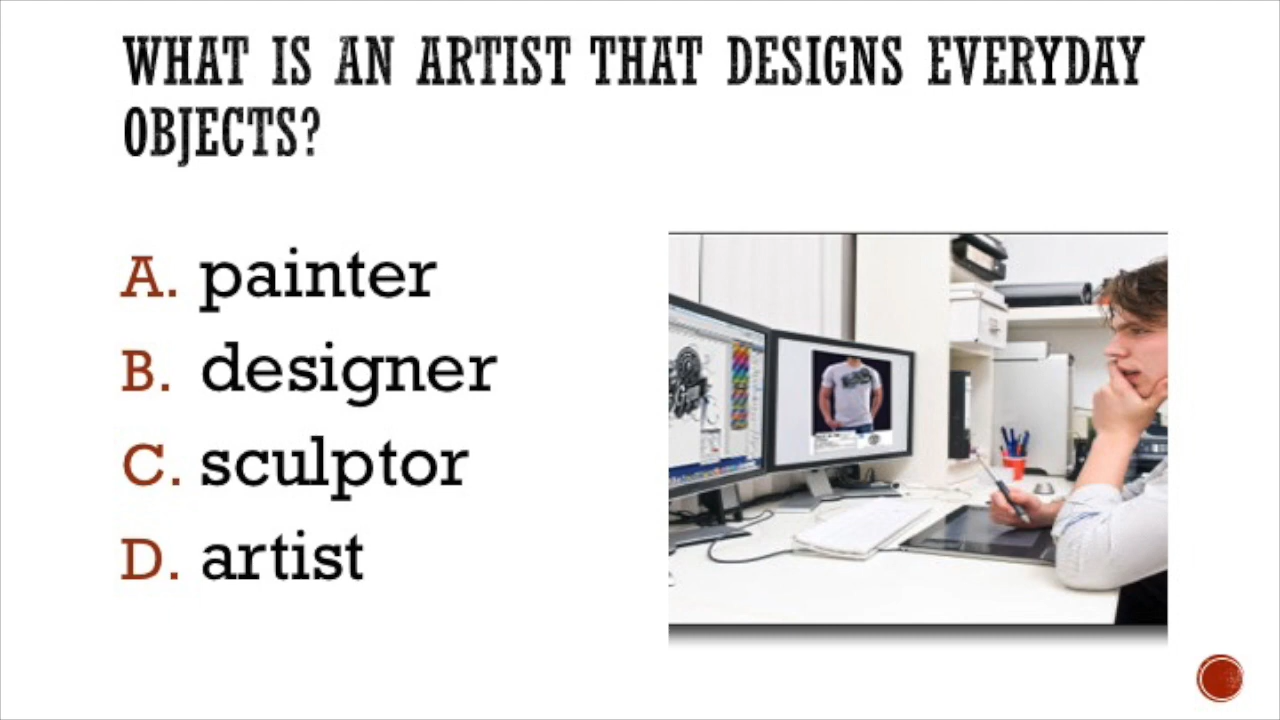 WHAT IS AN ARTIST THAT DESIGNS EVERYDAY
OBJECTS?
A. painter
B. designer
C. sculptor
D. artist